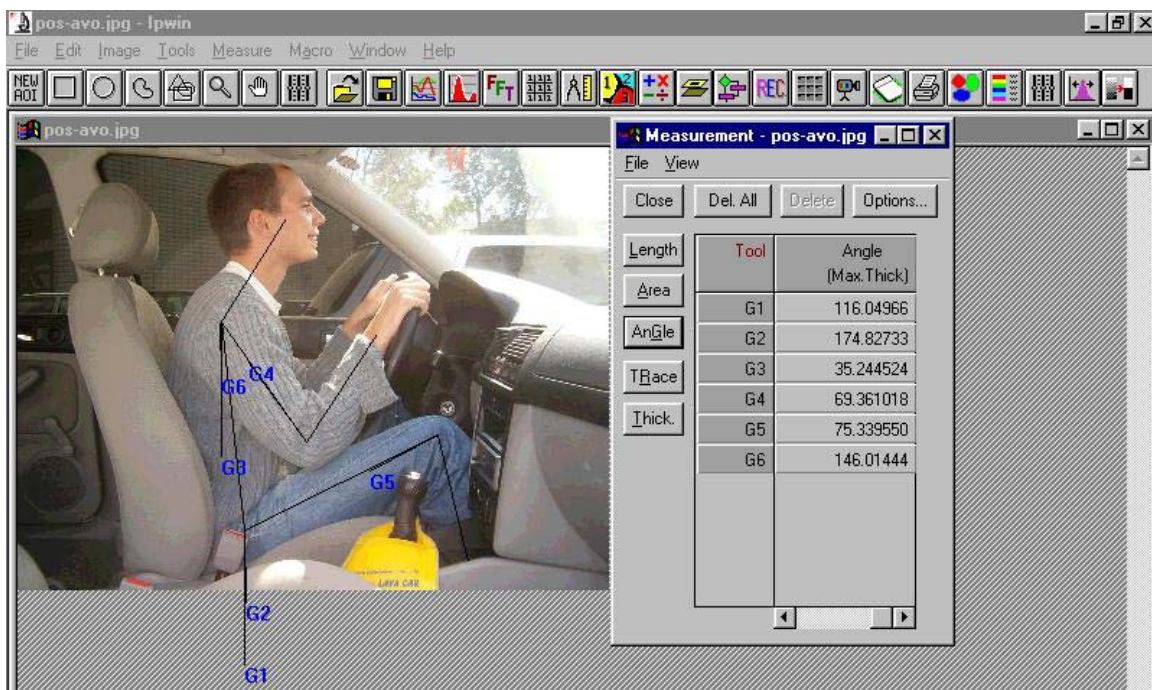 pos-avo.jpg - Ipwin
File Edit Image Tools Measure Macro Window Help
NEW AOI
FFT
REC
pos-avo.jpg
Measurement - pos-avo.jpg
File View
Close Del. All Delete Options...
Length
Area
AnGle
TRace
Thick.
Tool Angle
(Max.Thick)
G1 116.04966
G2 174.82733
G3 35.244524
G4 69.361018
G5 75.339550
G6 146.01444
G6 G4
G3
G5
LAVA CAR
G2
G1